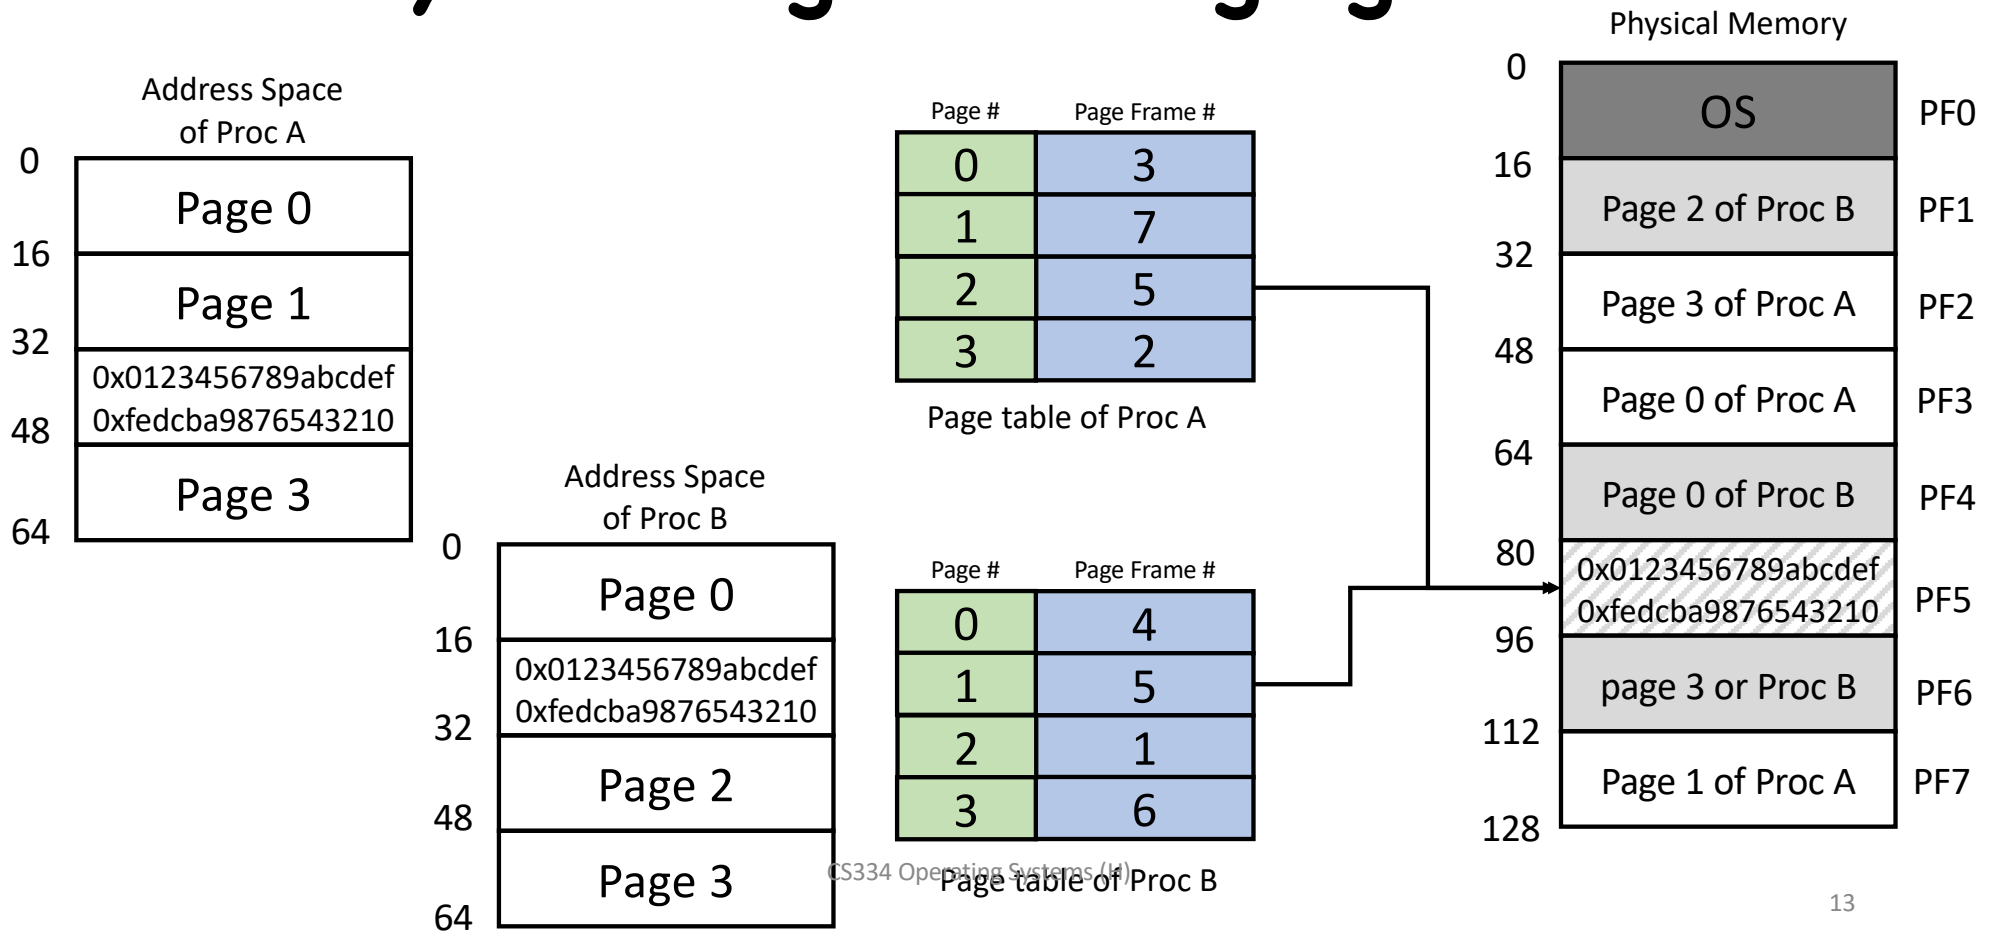 Physical Memory
Address Space
of Proc A
0
Page 0
16
Page 1
32
0x0123456789abcdef
0xfedcba9876543210
48
Page 3
64
Address Space
of Proc B
0
Page 0
16
0x0123456789abcdef
0xfedcba9876543210
32
Page 2
48
Page 3
64
Page # Page Frame #
0 3
1 7
2 5
3 2
Page table of Proc A
Page # Page Frame #
0 4
1 5
2 1
3 6
Page table of Proc B
0
OS PF0
16
Page 2 of Proc B PF1
32
Page 3 of Proc A PF2
48
Page 0 of Proc A PF3
64
Page 0 of Proc B PF4
80
0x0123456789abcdef
0xfedcba9876543210 PF5
96
page 3 or Proc B PF6
112
Page 1 of Proc A PF7
128
CS334 Operating Systems (H)
13